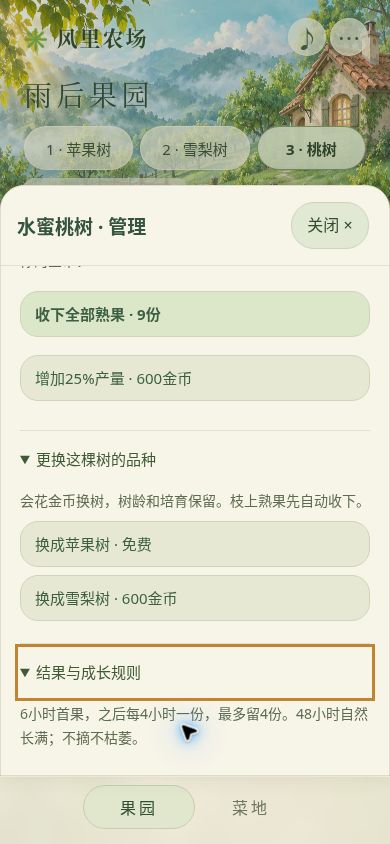 风里农场
雨后果园
1 · 苹果树
2 · 雪梨树
3 · 桃树
水蜜桃树 · 管理
关闭 ×
收下全部熟果 · 9份
增加25%产量 · 600金币
▼ 更换这棵树的品种
会花金币换树，树龄和培育保留。枝上熟果先自动收下。
换成苹果树 · 免费
换成雪梨树 · 600金币
▼ 结果与成长规则
6小时首果，之后每4小时一份，最多留4份。48小时自然
长满；不摘不枯萎。
果园
菜地